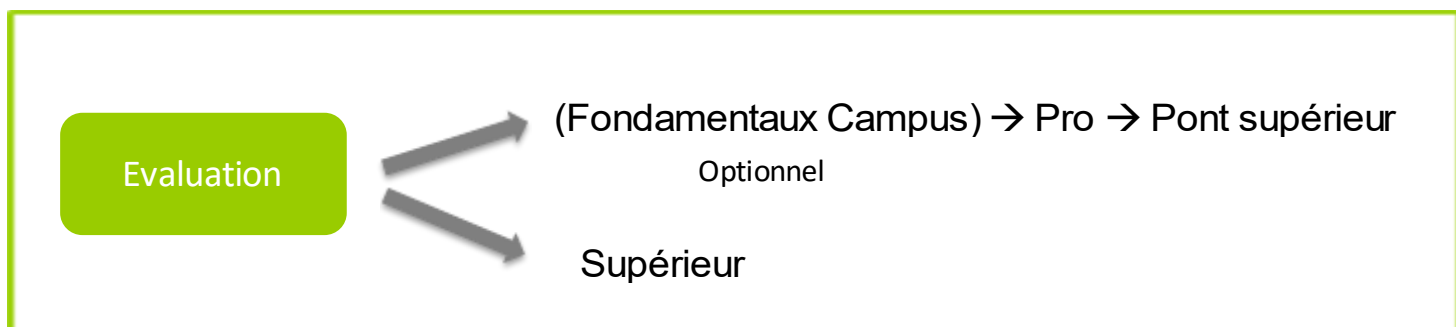 Evaluation
(Fondamentaux Campus) → Pro → Pont supérieur
Optionnel
Supérieur